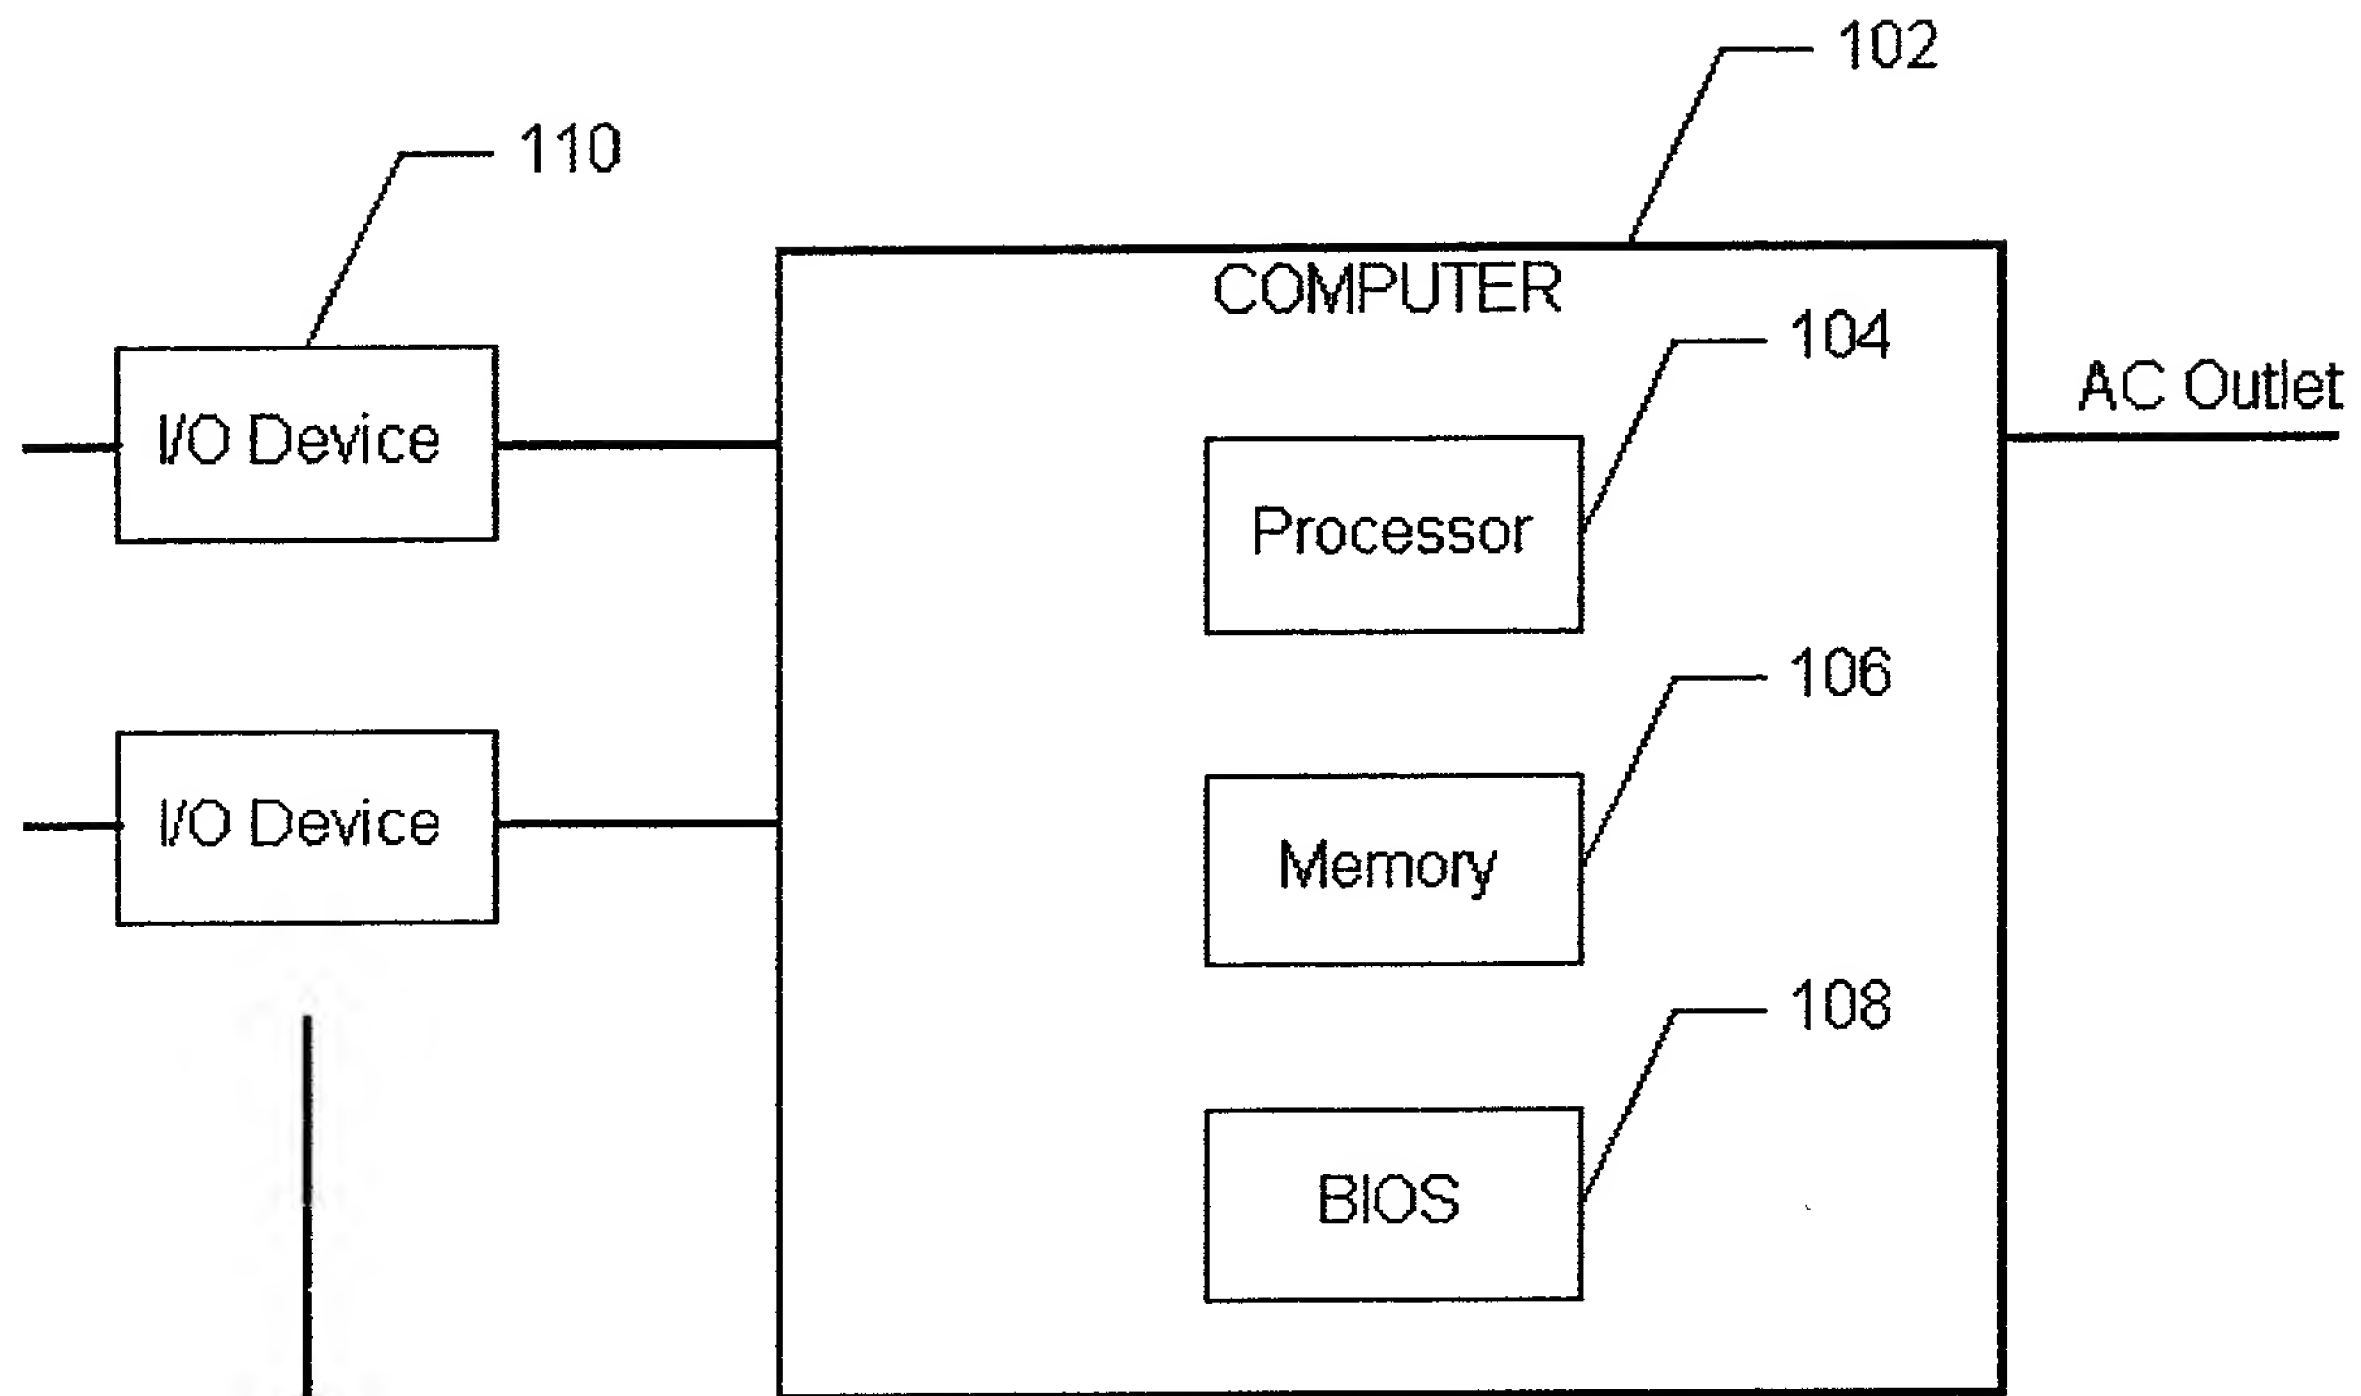 102
110
COMPUTER
104
AC Outlet
I/O Device
Processor
106
I/O Device
Memory
108
BIOS